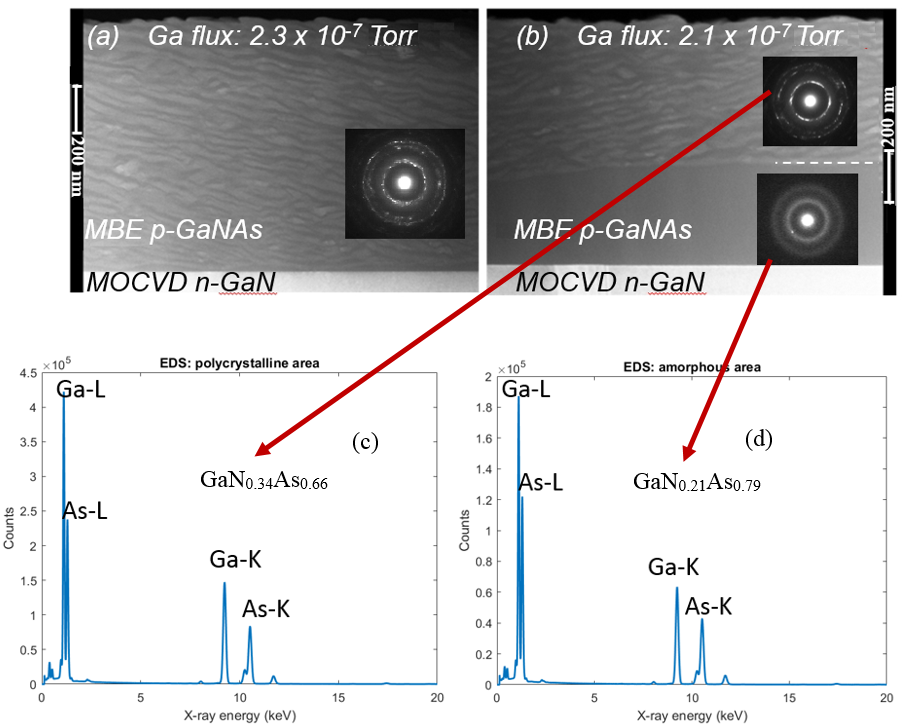 (a) Ga flux: 2.3 x 10-7 Torr
200 nm
MBE p-GaNAs
MOCVD n-GaN
(b) Ga flux: 2.1 x 10-7 Torr
200 nm
MBE p-GaNAs
MOCVD n-GaN
EDS: polycrystalline area
×10^5
4.5
4
3.5
3
2.5
2
1.5
1
0.5
0
Counts
Ga-L
As-L
(c)
GaN0.34As0.66
Ga-K
As-K
0 5 10 15 20
X-ray energy (keV)
EDS: amorphous area
×10^5
2
1.8
1.6
1.4
1.2
1
0.8
0.6
0.4
0.2
0
Counts
Ga-L
As-L
(d)
GaN0.21As0.79
Ga-K
As-K
0 5 10 15 20
X-ray energy (keV)